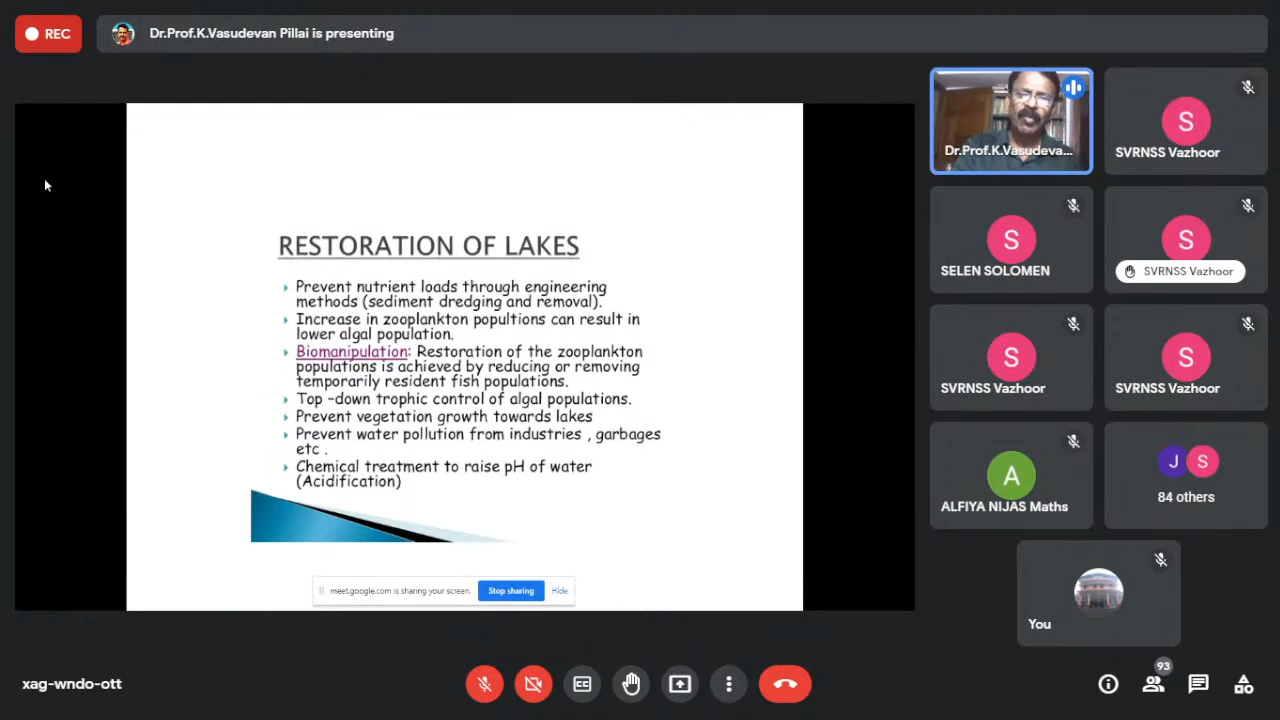 REC
Dr.Prof.K.Vasudevan Pillai is presenting
RESTORATION OF LAKES
Prevent nutrient loads through engineering
methods (sediment dredging and removal).
Increase in zooplankton popultions can result in
lower algal population.
Biomanipulation: Restoration of the zooplankton
populations is achieved by reducing or removing
temporarily resident fish populations.
Top -down trophic control of algal populations.
Prevent vegetation growth towards lakes
Prevent water pollution from industries , garbages
etc .
Chemical treatment to raise pH of water
(Acidification)
meet.google.com is sharing your screen.
Stop sharing
Hide
Dr.Prof.K.Vasudeva...
S
SVRNSS Vazhoor
S
SELEN SOLOMEN
S
SVRNSS Vazhoor
S
SVRNSS Vazhoor
S
SVRNSS Vazhoor
A
ALFIYA NIJAS Maths
J S
84 others
You
xag-wndo-ott
CC
93